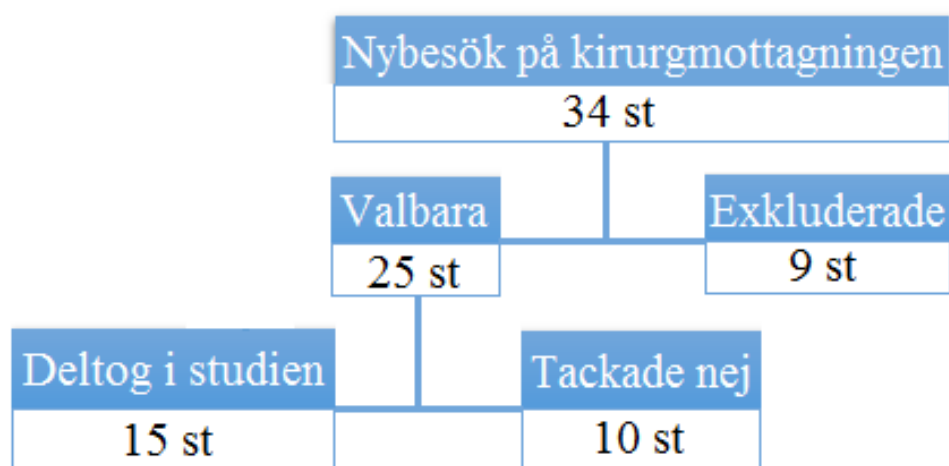 Nybesök på kirurgmottagningen
34 st
Valbara
25 st
Exkluderade
9 st
Deltog i studien
15 st
Tackade nej
10 st